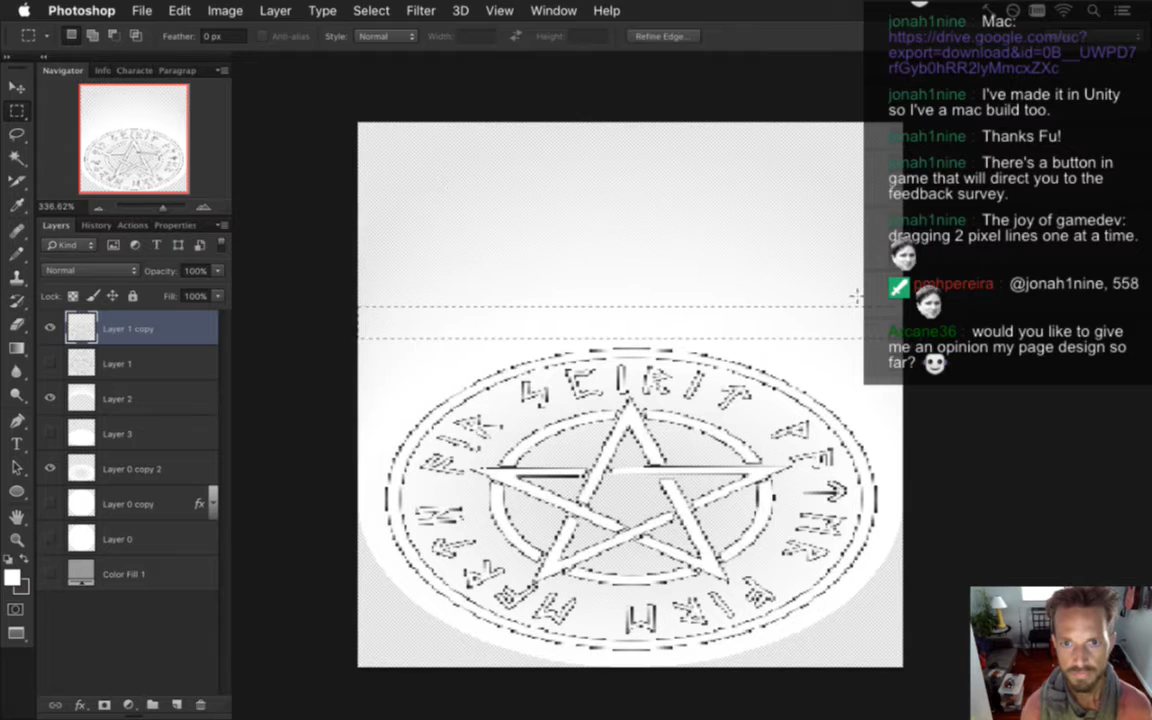 Photoshop File Edit Image Layer Type Select Filter 3D View Window Help
Feather: 0 px Anti-alias Style: Normal Width: Height: Refine Edge...
Navigator Info Characte Paragrap
336.62%
Layers History Actions Properties
Kind
Normal Opacity: 100%
Lock: Fill: 100%
Layer 1 copy
Layer 1
Layer 2
Layer 3
Layer 0 copy 2
Layer 0 copy fx
Layer 0
Color Fill 1
fx
jonah1nine : Mac:
https://drive.google.com/uc?
export=download&id=0B__UWPD7
rfGyb0hRR2lyMmcxZXc
jonah1nine : I've made it in Unity
so I've a mac build too.
jonah1nine : Thanks Fu!
jonah1nine : There's a button in
game that will direct you to the
feedback survey.
jonah1nine : The joy of gamedev:
dragging 2 pixel lines one at a time.
pmhpereira : @jonah1nine, 558
Arcane36 : would you like to give
me an opinion my page design so
far?